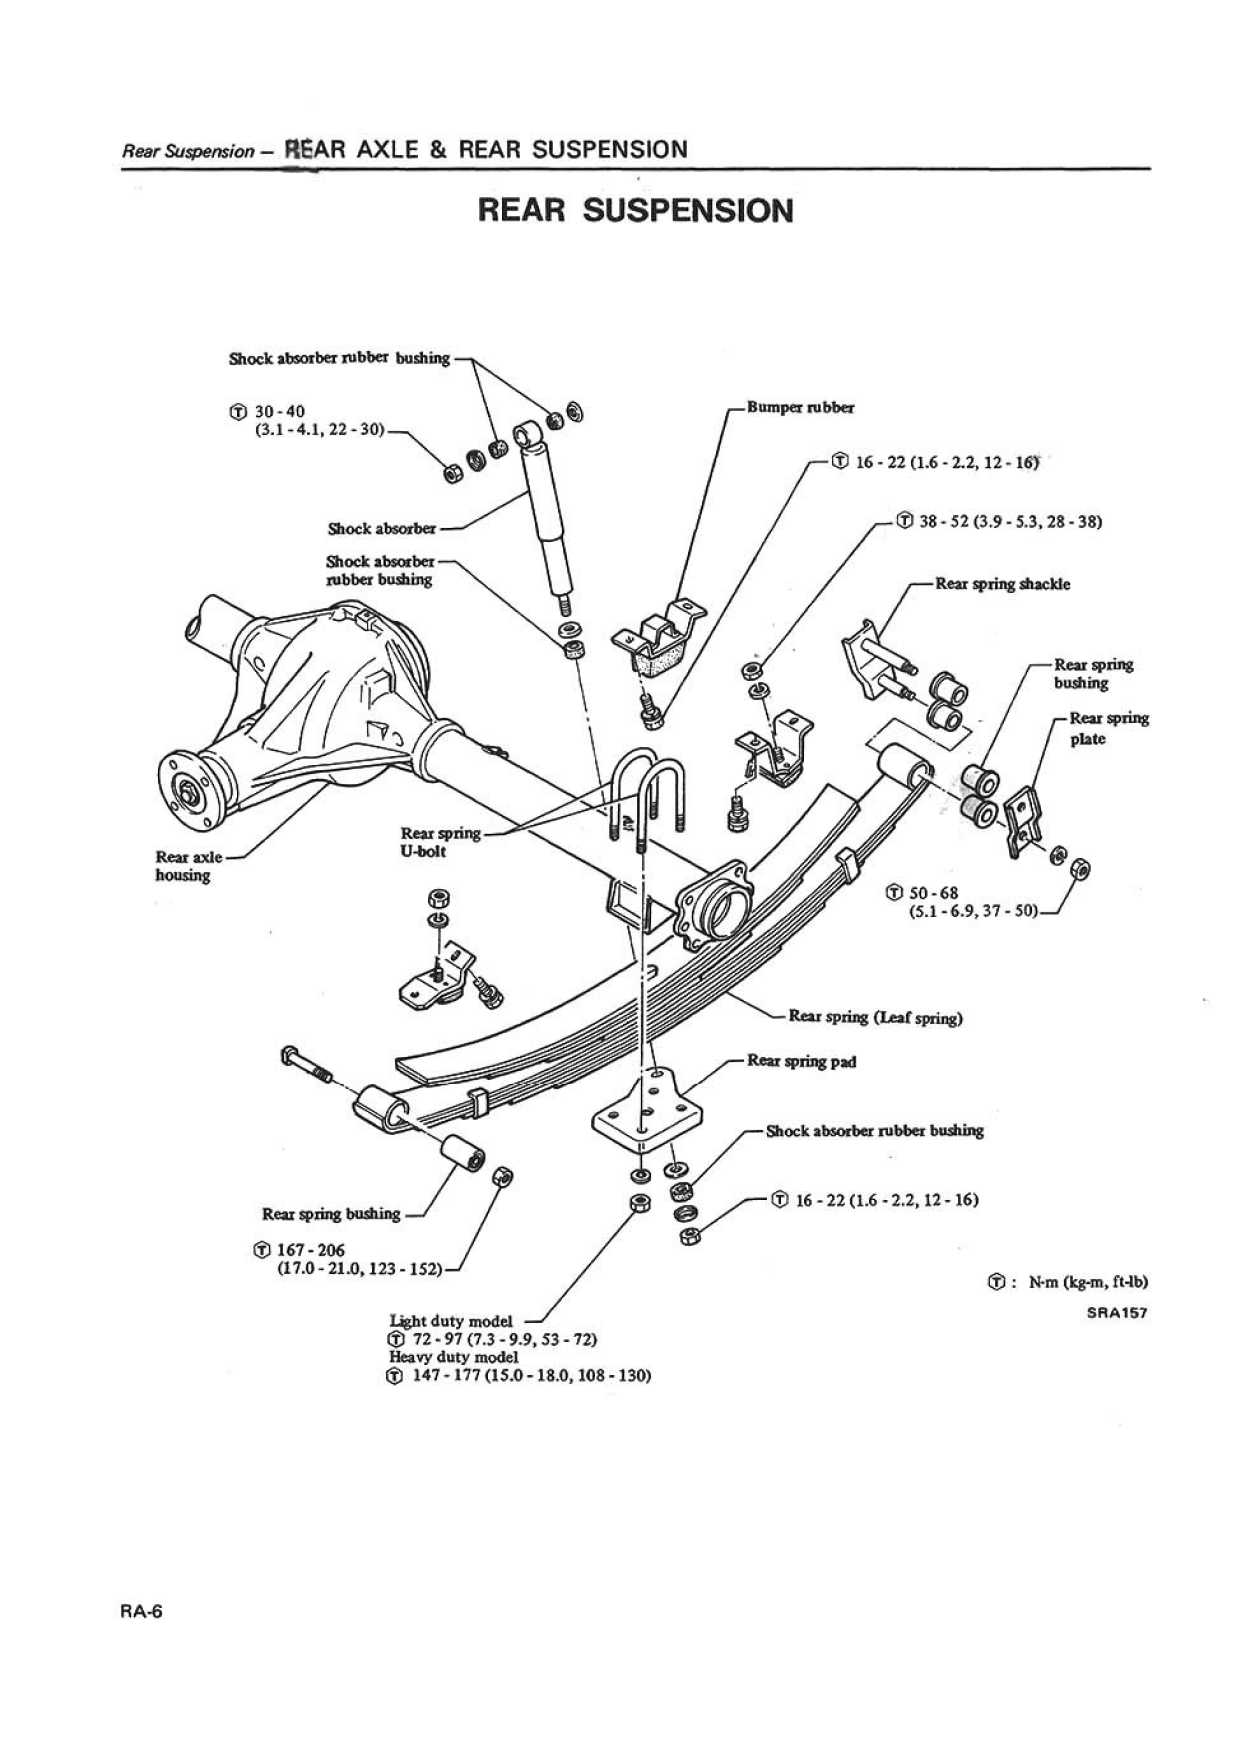 Rear Suspension – REAR AXLE & REAR SUSPENSION
REAR SUSPENSION
Shock absorber rubber bushing
Ⓣ 30 - 40
(3.1 - 4.1, 22 - 30)
Bumper rubber
Ⓣ 16 - 22 (1.6 - 2.2, 12 - 16)
Ⓣ 38 - 52 (3.9 - 5.3, 28 - 38)
Shock absorber
Shock absorber
rubber bushing
Rear spring shackle
Rear spring
bushing
Rear spring
plate
Rear spring
U-bolt
Rear axle
housing
Ⓣ 50 - 68
(5.1 - 6.9, 37 - 50)
Rear spring (Leaf spring)
Rear spring pad
Shock absorber rubber bushing
Ⓣ 16 - 22 (1.6 - 2.2, 12 - 16)
Rear spring bushing
Ⓣ 167 - 206
(17.0 - 21.0, 123 - 152)
Ⓣ : N·m (kg-m, ft-lb)
SRA157
Light duty model
Ⓣ 72 - 97 (7.3 - 9.9, 53 - 72)
Heavy duty model
Ⓣ 147 - 177 (15.0 - 18.0, 108 - 130)
RA-6